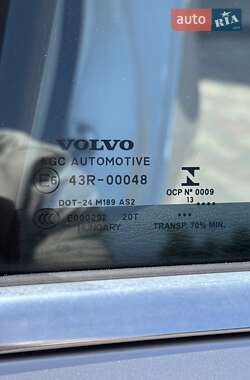 auto
RIA
VOLVO
AGC AUTOMOTIVE
E6 43R-00048
DOT-24 M189 AS2
CCC E000292 20T
HUNGARY
N
OCP N° 0009
13 ••••
•••
TRANSP. 70% MIN.